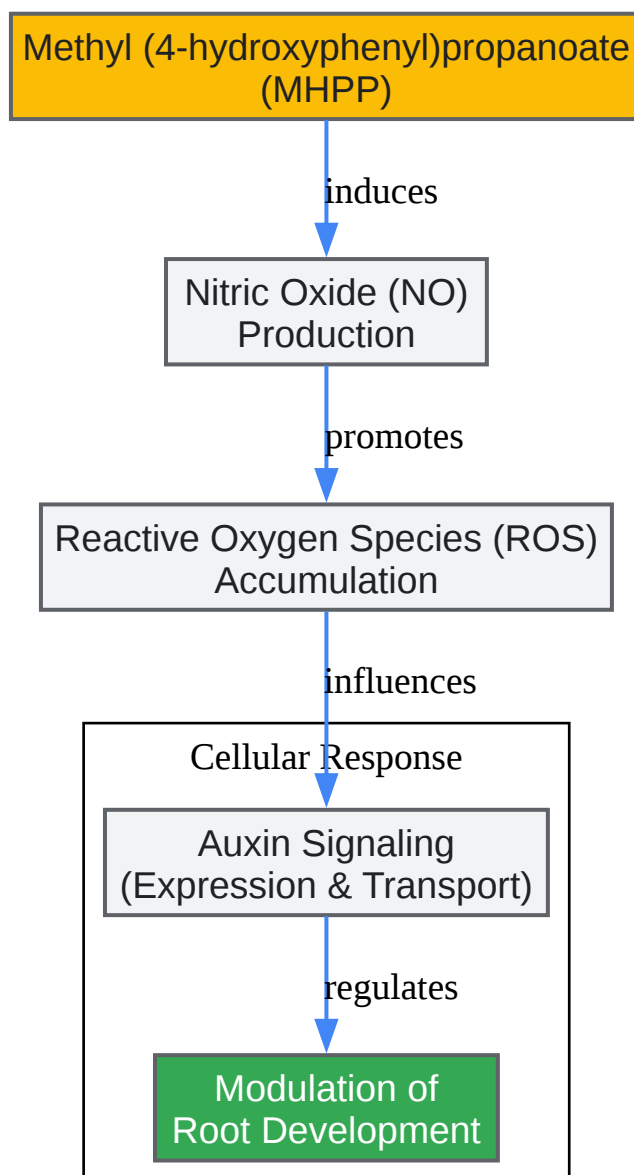 Methyl (4-hydroxyphenyl)propanoate
(MHPP)
induces
Nitric Oxide (NO)
Production
promotes
Reactive Oxygen Species (ROS)
Accumulation
influences
Cellular Response
Auxin Signaling
(Expression & Transport)
regulates
Modulation of
Root Development